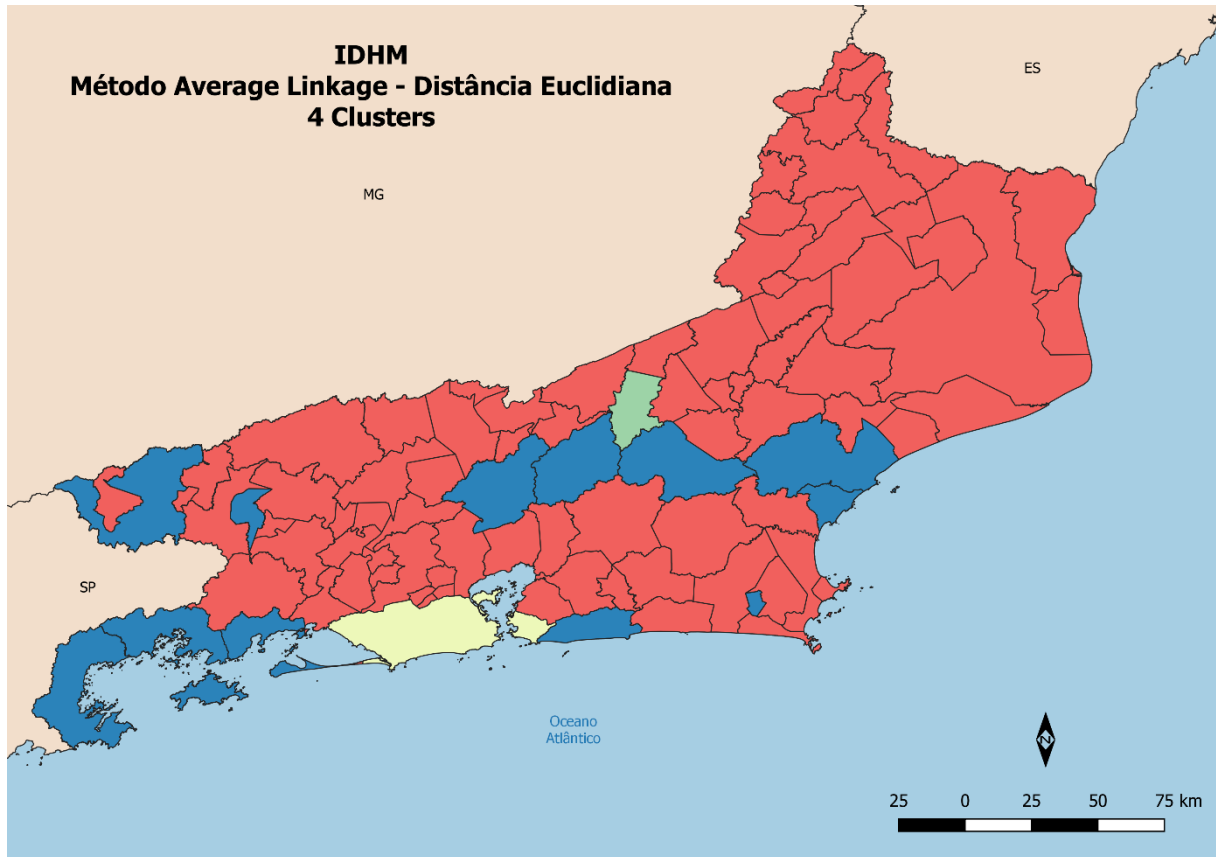 IDHM
Método Average Linkage - Distância Euclidiana
4 Clusters
ES
MG
SP
Oceano
Atlântico
N
25 0 25 50 75 km